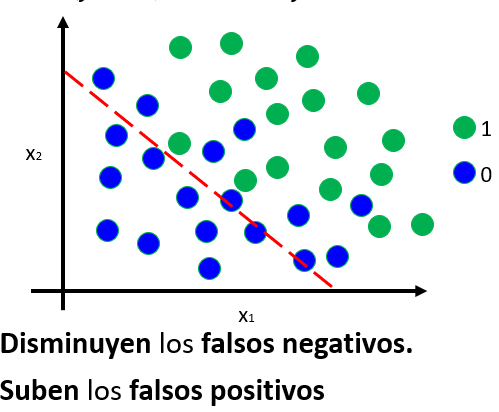 1
x2
0
x1
Disminuyen los falsos negativos.
Suben los falsos positivos